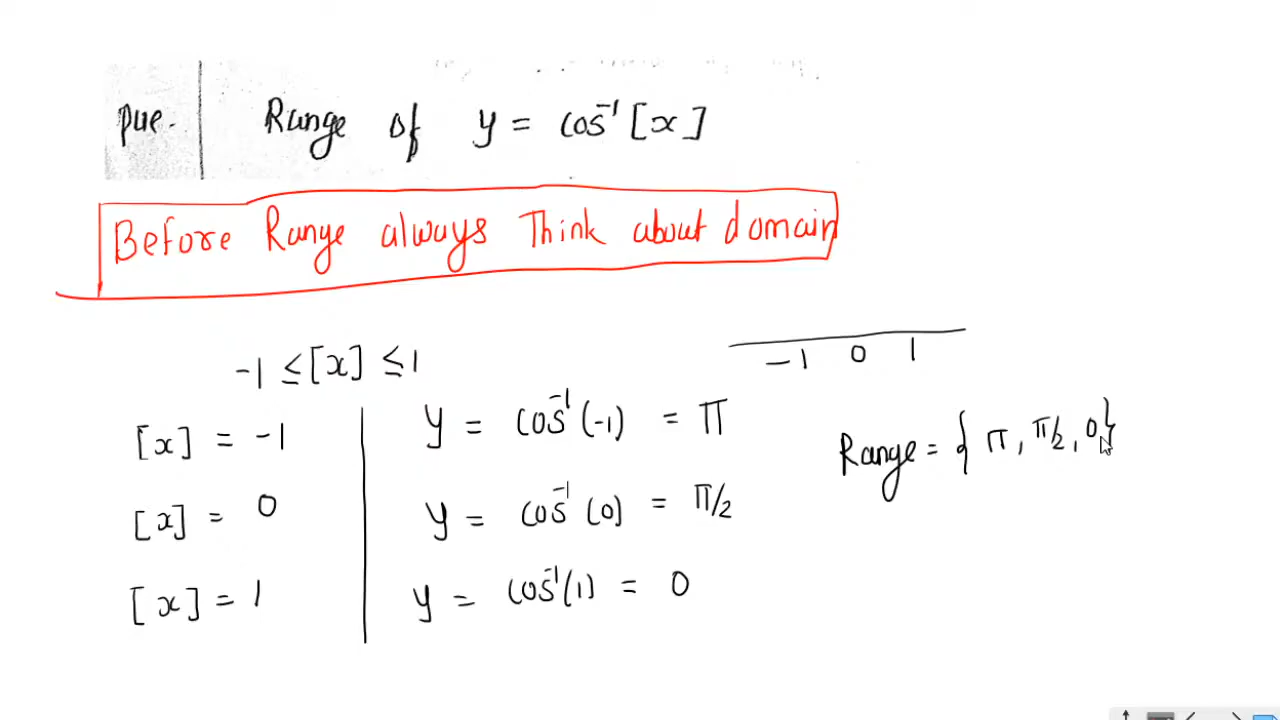 pue. Range of y = cos⁻¹ [x]
Before Range always Think about domain
-1 ≤ [x] ≤ 1
-1 0 1
[x] = -1 y = cos⁻¹ (-1) = π
[x] = 0 y = cos⁻¹ (0) = π/2
[x] = 1 y = cos⁻¹ (1) = 0
Range = { π, π/2, 0}